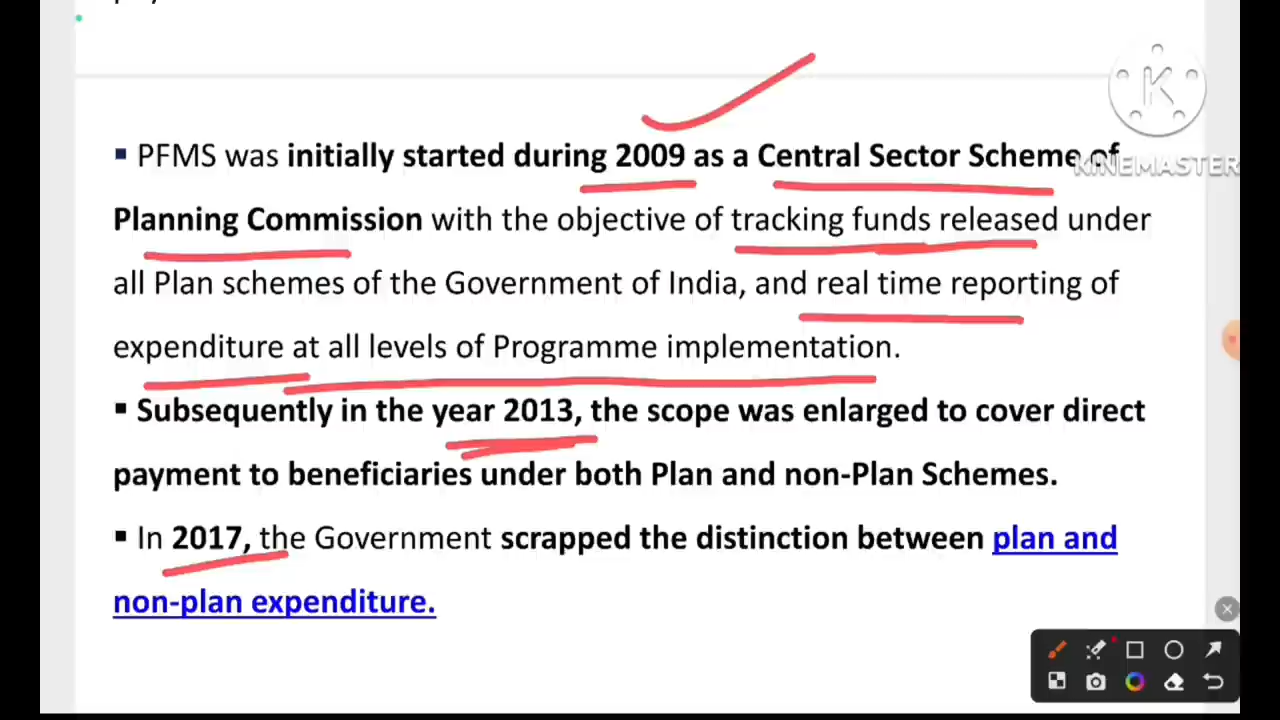 ▪ PFMS was initially started during 2009 as a Central Sector Scheme of
Planning Commission with the objective of tracking funds released under
all Plan schemes of the Government of India, and real time reporting of
expenditure at all levels of Programme implementation.
▪ Subsequently in the year 2013, the scope was enlarged to cover direct
payment to beneficiaries under both Plan and non-Plan Schemes.
▪ In 2017, the Government scrapped the distinction between plan and
non-plan expenditure.
K
KINEMASTER